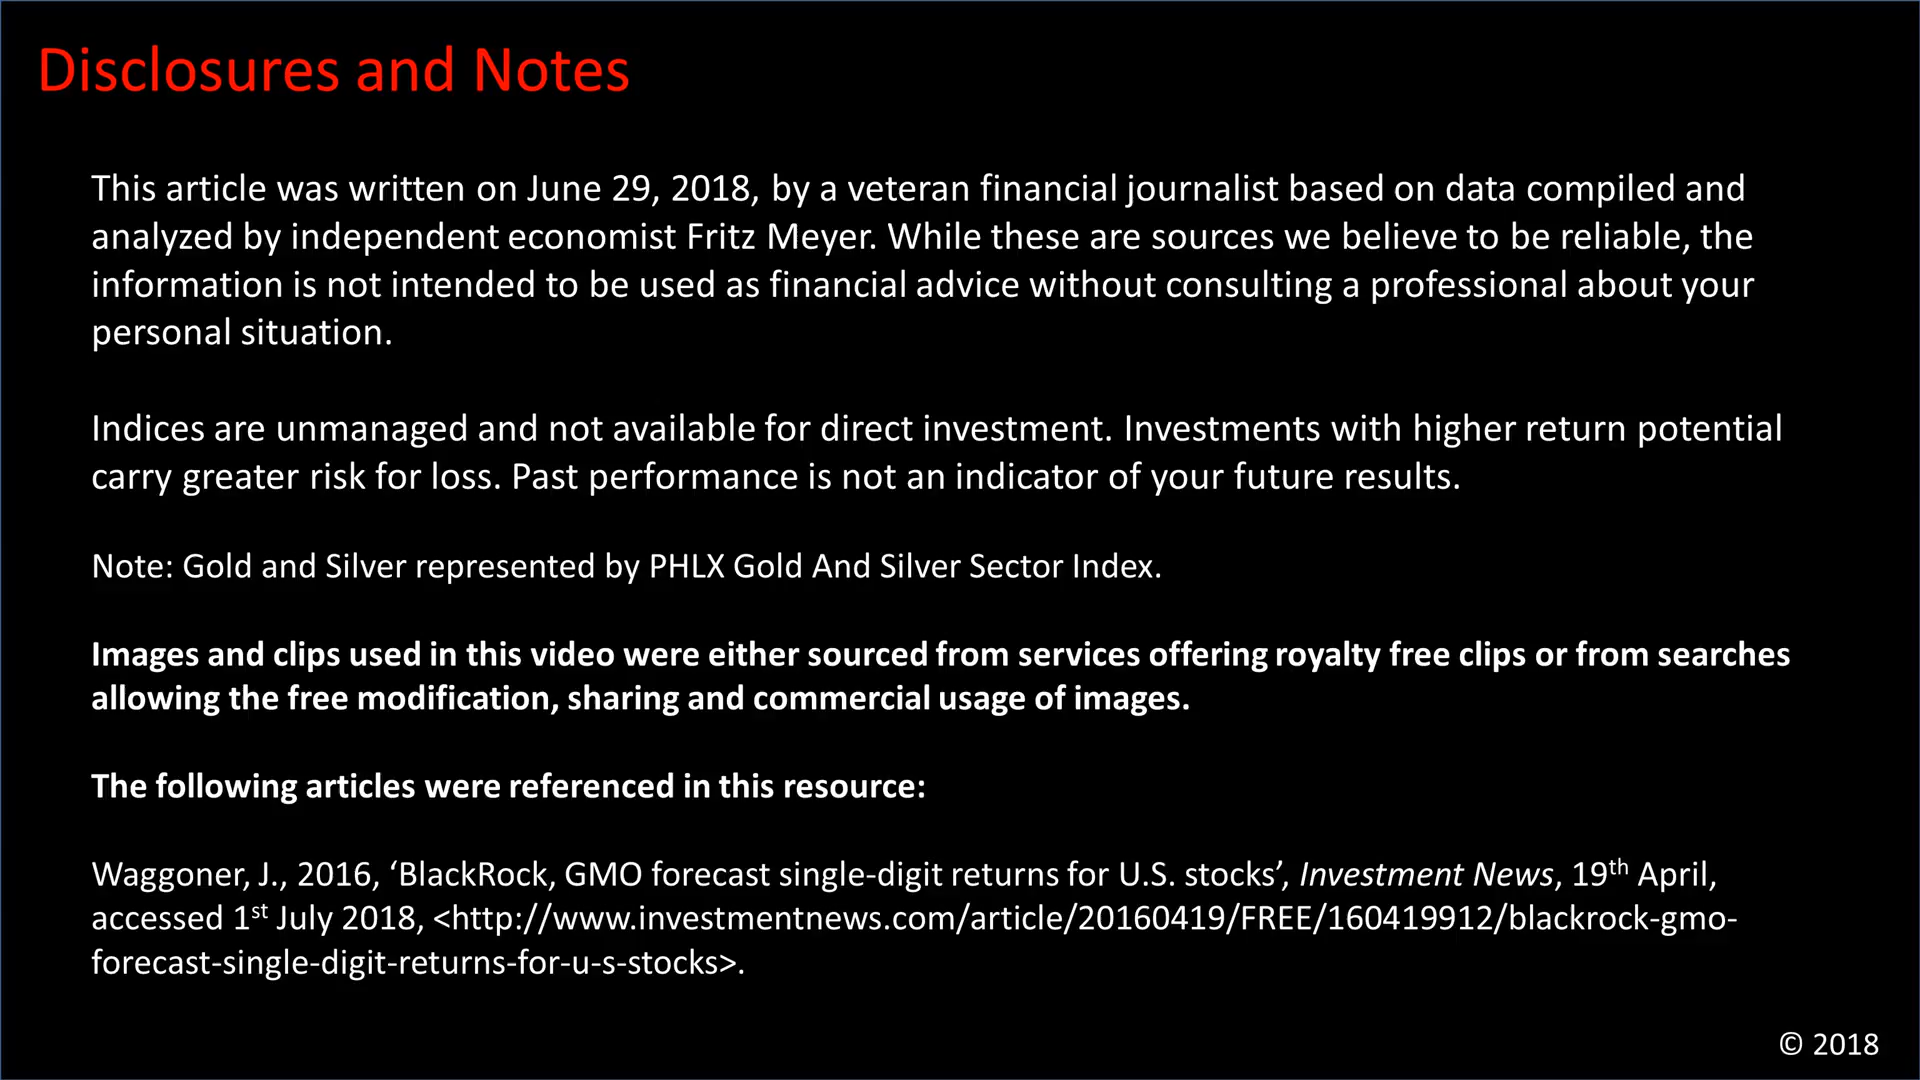 Disclosures and Notes
This article was written on June 29, 2018, by a veteran financial journalist based on data compiled and
analyzed by independent economist Fritz Meyer. While these are sources we believe to be reliable, the
information is not intended to be used as financial advice without consulting a professional about your
personal situation.
Indices are unmanaged and not available for direct investment. Investments with higher return potential
carry greater risk for loss. Past performance is not an indicator of your future results.
Note: Gold and Silver represented by PHLX Gold And Silver Sector Index.
Images and clips used in this video were either sourced from services offering royalty free clips or from searches
allowing the free modification, sharing and commercial usage of images.
The following articles were referenced in this resource:
Waggoner, J., 2016, ‘BlackRock, GMO forecast single-digit returns for U.S. stocks’, Investment News, 19th April,
accessed 1st July 2018, <http://www.investmentnews.com/article/20160419/FREE/160419912/blackrock-gmo-
forecast-single-digit-returns-for-u-s-stocks>.
© 2018